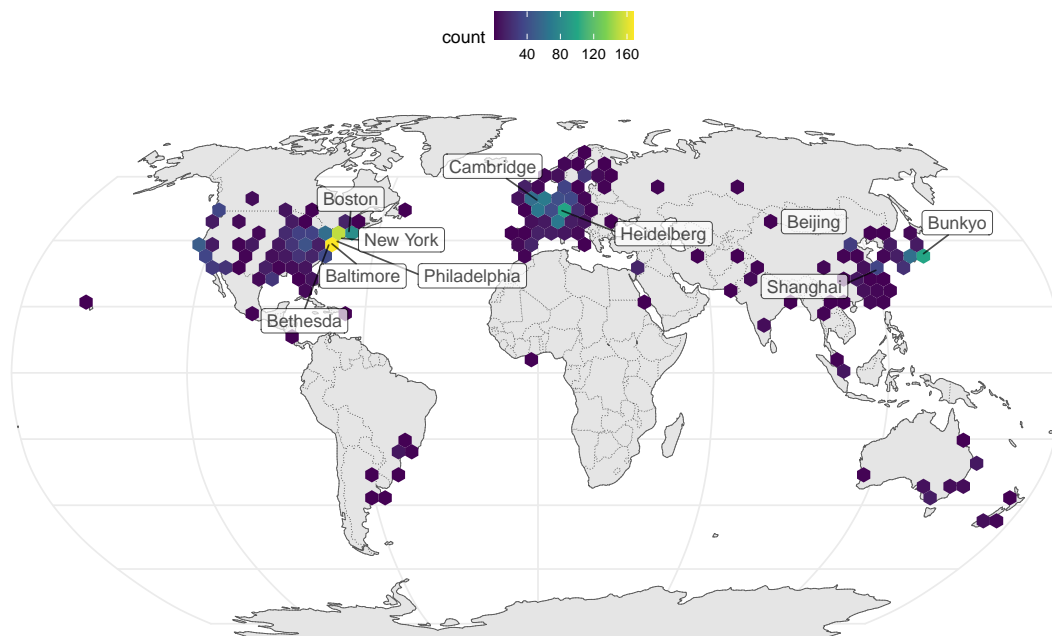 count
40 80 120 160
Cambridge
Boston
Beijing
Bunkyo
New York
Heidelberg
Baltimore
Philadelphia
Shanghai
Bethesda